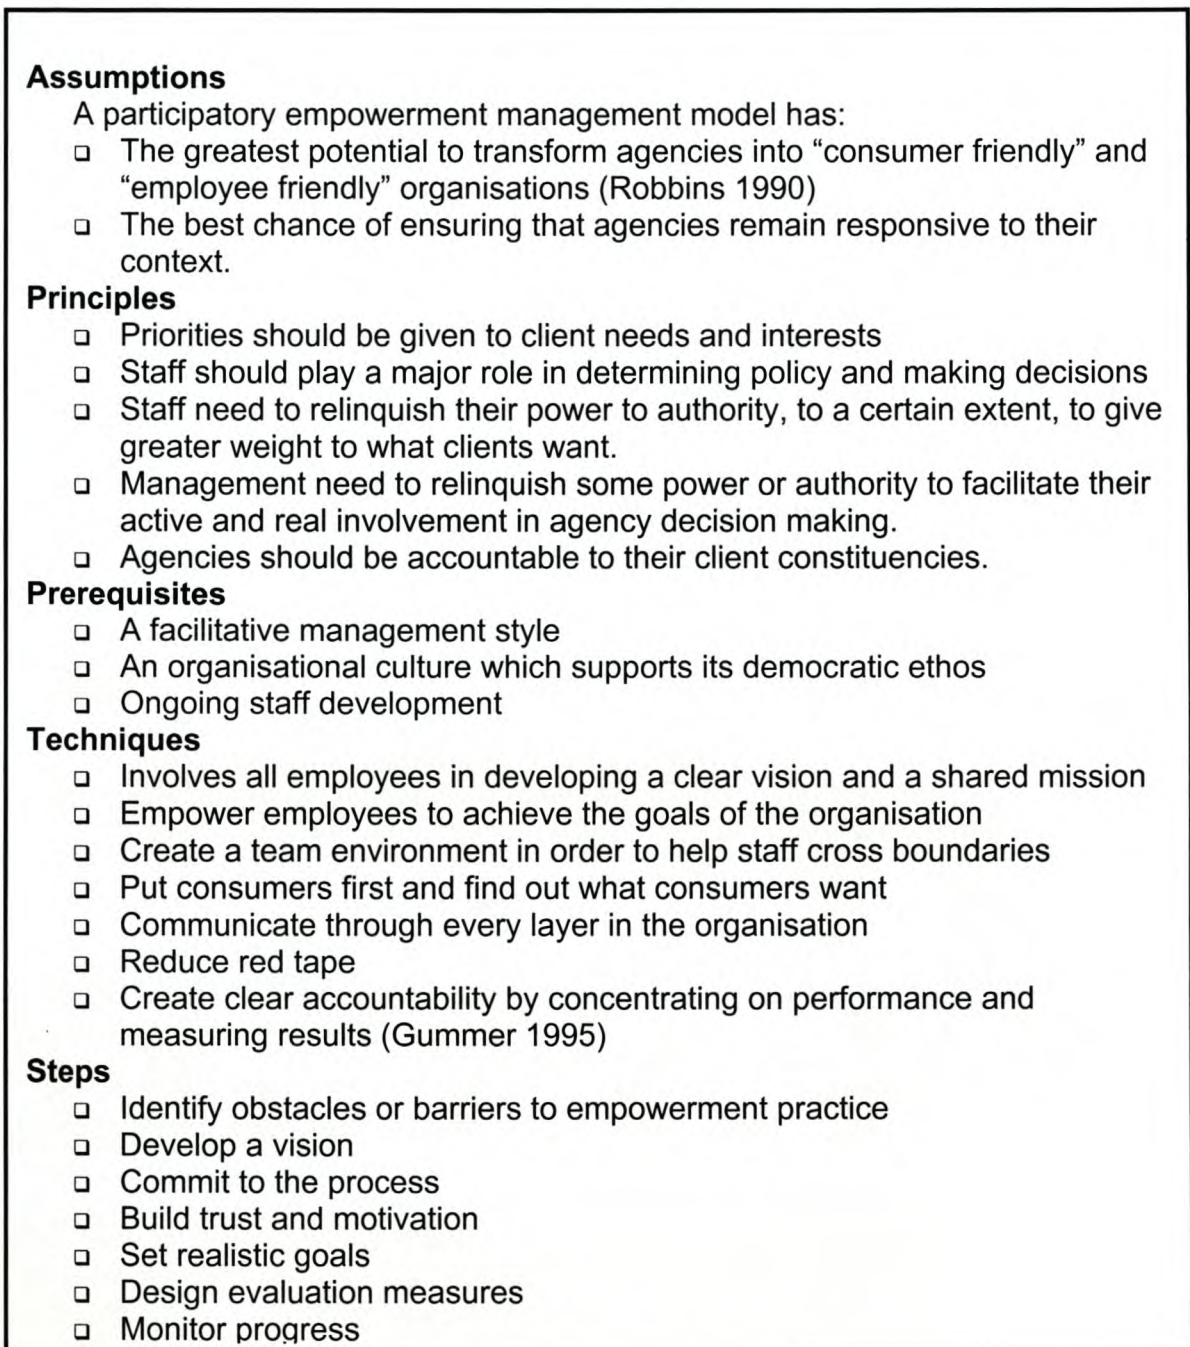 Assumptions
A participatory empowerment management model has:
❑ The greatest potential to transform agencies into “consumer friendly” and
“employee friendly” organisations (Robbins 1990)
❑ The best chance of ensuring that agencies remain responsive to their
context.
Principles
❑ Priorities should be given to client needs and interests
❑ Staff should play a major role in determining policy and making decisions
❑ Staff need to relinquish their power to authority, to a certain extent, to give
greater weight to what clients want.
❑ Management need to relinquish some power or authority to facilitate their
active and real involvement in agency decision making.
❑ Agencies should be accountable to their client constituencies.
Prerequisites
❑ A facilitative management style
❑ An organisational culture which supports its democratic ethos
❑ Ongoing staff development
Techniques
❑ Involves all employees in developing a clear vision and a shared mission
❑ Empower employees to achieve the goals of the organisation
❑ Create a team environment in order to help staff cross boundaries
❑ Put consumers first and find out what consumers want
❑ Communicate through every layer in the organisation
❑ Reduce red tape
❑ Create clear accountability by concentrating on performance and
measuring results (Gummer 1995)
Steps
❑ Identify obstacles or barriers to empowerment practice
❑ Develop a vision
❑ Commit to the process
❑ Build trust and motivation
❑ Set realistic goals
❑ Design evaluation measures
❑ Monitor progress